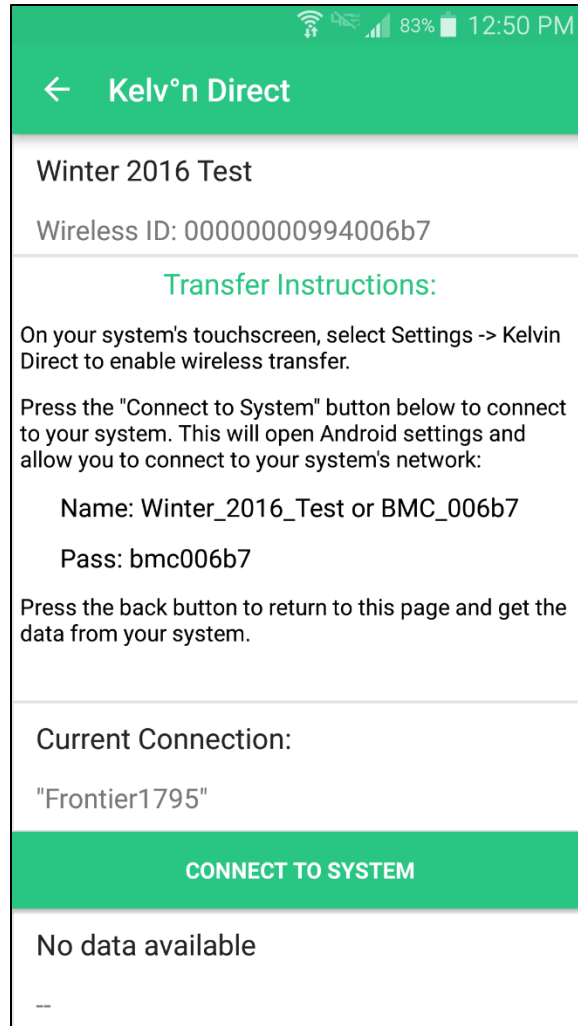 83% 12:50 PM
Kelv°n Direct
Winter 2016 Test
Wireless ID: 00000000994006b7
Transfer Instructions:
On your system's touchscreen, select Settings -> Kelvin
Direct to enable wireless transfer.
Press the "Connect to System" button below to connect
to your system. This will open Android settings and
allow you to connect to your system's network:
Name: Winter_2016_Test or BMC_006b7
Pass: bmc006b7
Press the back button to return to this page and get the
data from your system.
Current Connection:
"Frontier1795"
CONNECT TO SYSTEM
No data available
--